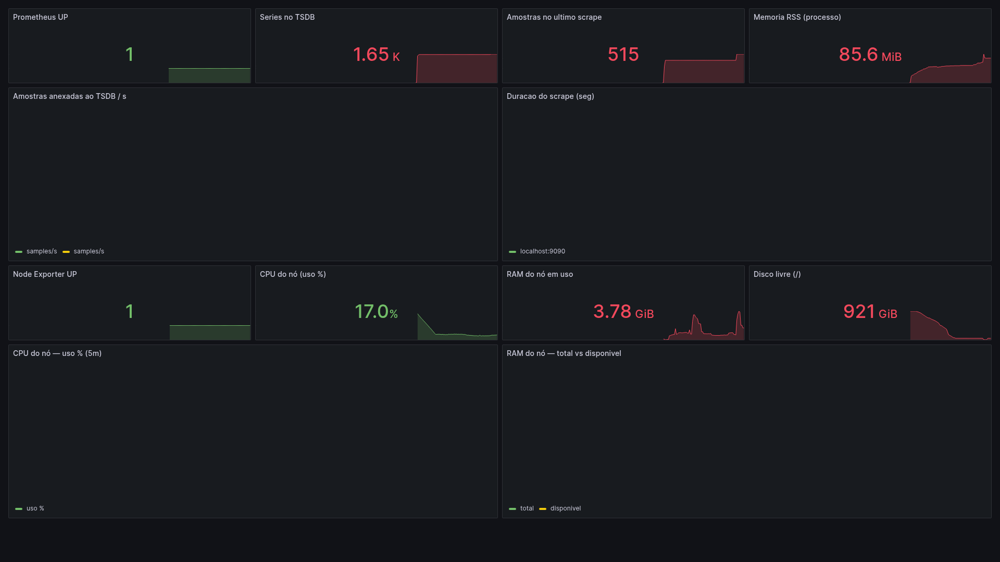 Prometheus UP
1
Series no TSDB
1.65 K
Amostras no ultimo scrape
515
Memoria RSS (processo)
85.6 MiB
Amostras anexadas ao TSDB / s
samples/s samples/s
Duracao do scrape (seg)
localhost:9090
Node Exporter UP
1
CPU do nó (uso %)
17.0%
RAM do nó em uso
3.78 GiB
Disco livre (/)
921 GiB
CPU do nó — uso % (5m)
uso %
RAM do nó — total vs disponivel
total disponivel